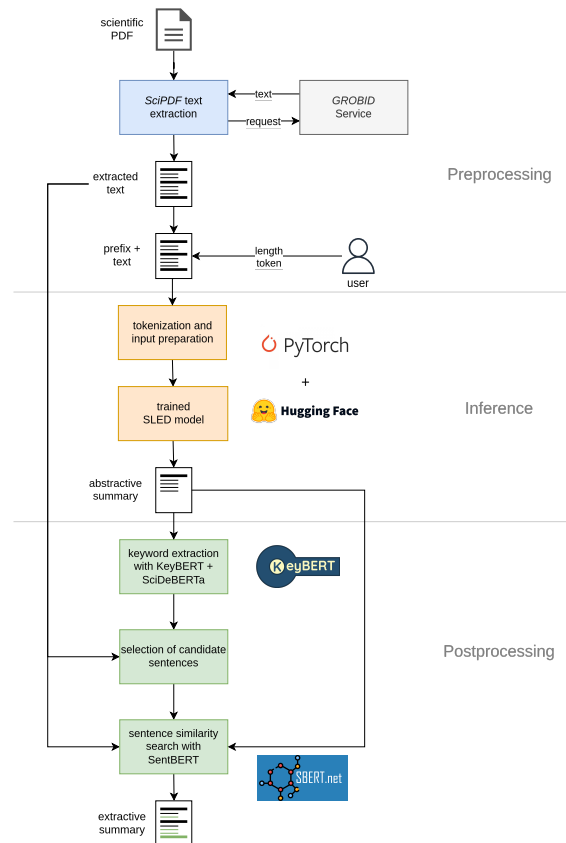 scientific
PDF
SciPDF text
extraction
text
request
GROBID
Service
extracted
text
Preprocessing
prefix +
text
length
token
user
tokenization and
input preparation
PyTorch
+
Hugging Face
Inference
trained
SLED model
abstractive
summary
keyword extraction
with KeyBERT +
SciDeBERTa
KeyBERT
selection of candidate
sentences
Postprocessing
sentence similarity
search with
SentBERT
SBERT.net
extractive
summary